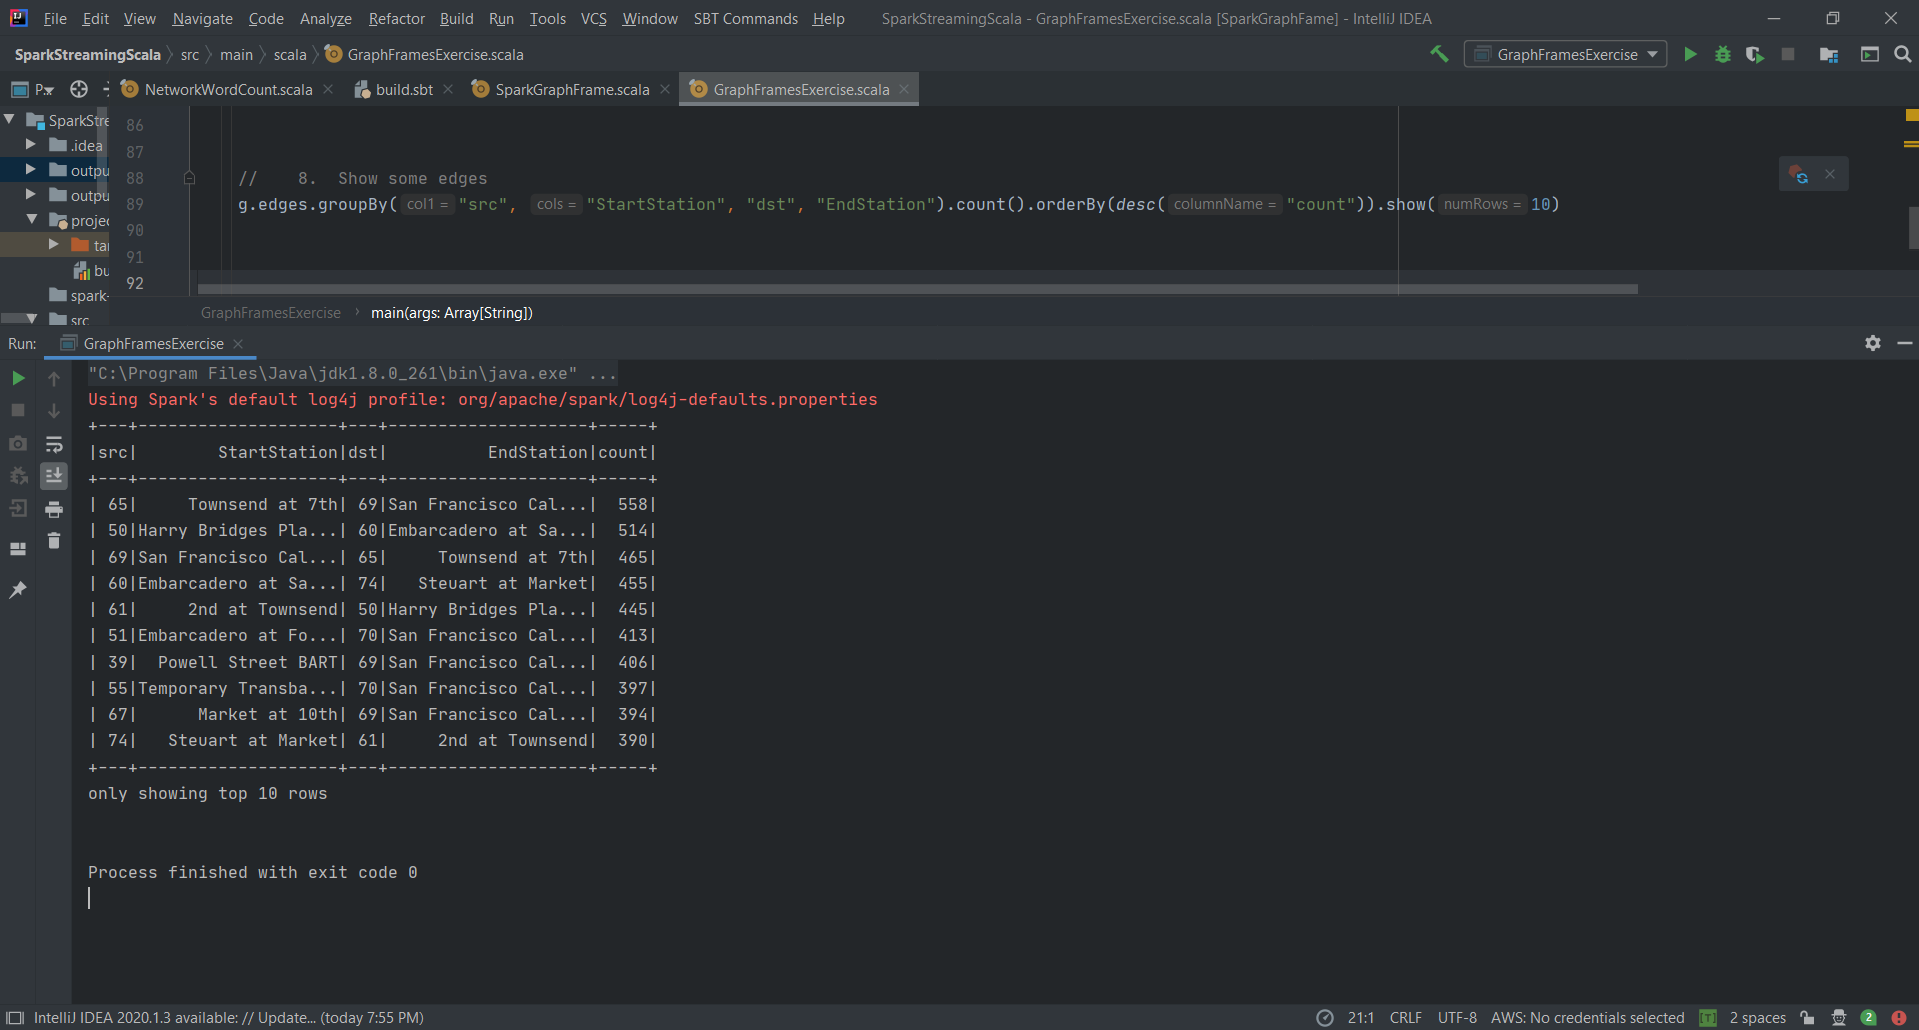 File Edit View Navigate Code Analyze Refactor Build Run Tools VCS Window SBT Commands Help SparkStreamingScala - GraphFramesExercise.scala [SparkGraphFame] - IntelliJ IDEA
SparkStreamingScala src main scala GraphFramesExercise.scala GraphFramesExercise
P.. NetworkWordCount.scala build.sbt SparkGraphFrame.scala GraphFramesExercise.scala
SparkStre
.idea
outpu
outpu
projec
tar
bu
spark-
src
86
87
88 // 8. Show some edges
89 g.edges.groupBy( col1 = "src", cols = "StartStation", "dst", "EndStation").count().orderBy(desc( columnName = "count")).show( numRows = 10)
90
91
92
GraphFramesExercise main(args: Array[String])
Run: GraphFramesExercise
"C:\Program Files\Java\jdk1.8.0_261\bin\java.exe" ...
Using Spark's default log4j profile: org/apache/spark/log4j-defaults.properties
+---+--------------------+---+--------------------+-----+
|src|        StartStation|dst|          EndStation|count|
+---+--------------------+---+--------------------+-----+
| 65|     Townsend at 7th| 69|San Francisco Cal...|  558|
| 50|Harry Bridges Pla...| 60|Embarcadero at Sa...|  514|
| 69|San Francisco Cal...| 65|     Townsend at 7th|  465|
| 60|Embarcadero at Sa...| 74|   Steuart at Market|  455|
| 61|     2nd at Townsend| 50|Harry Bridges Pla...|  445|
| 51|Embarcadero at Fo...| 70|San Francisco Cal...|  413|
| 39|  Powell Street BART| 69|San Francisco Cal...|  406|
| 55|Temporary Transba...| 70|San Francisco Cal...|  397|
| 67|      Market at 10th| 69|San Francisco Cal...|  394|
| 74|   Steuart at Market| 61|     2nd at Townsend|  390|
+---+--------------------+---+--------------------+-----+
only showing top 10 rows
Process finished with exit code 0
IntelliJ IDEA 2020.1.3 available: // Update... (today 7:55 PM) 21:1 CRLF UTF-8 AWS: No credentials selected [T] 2 spaces 2